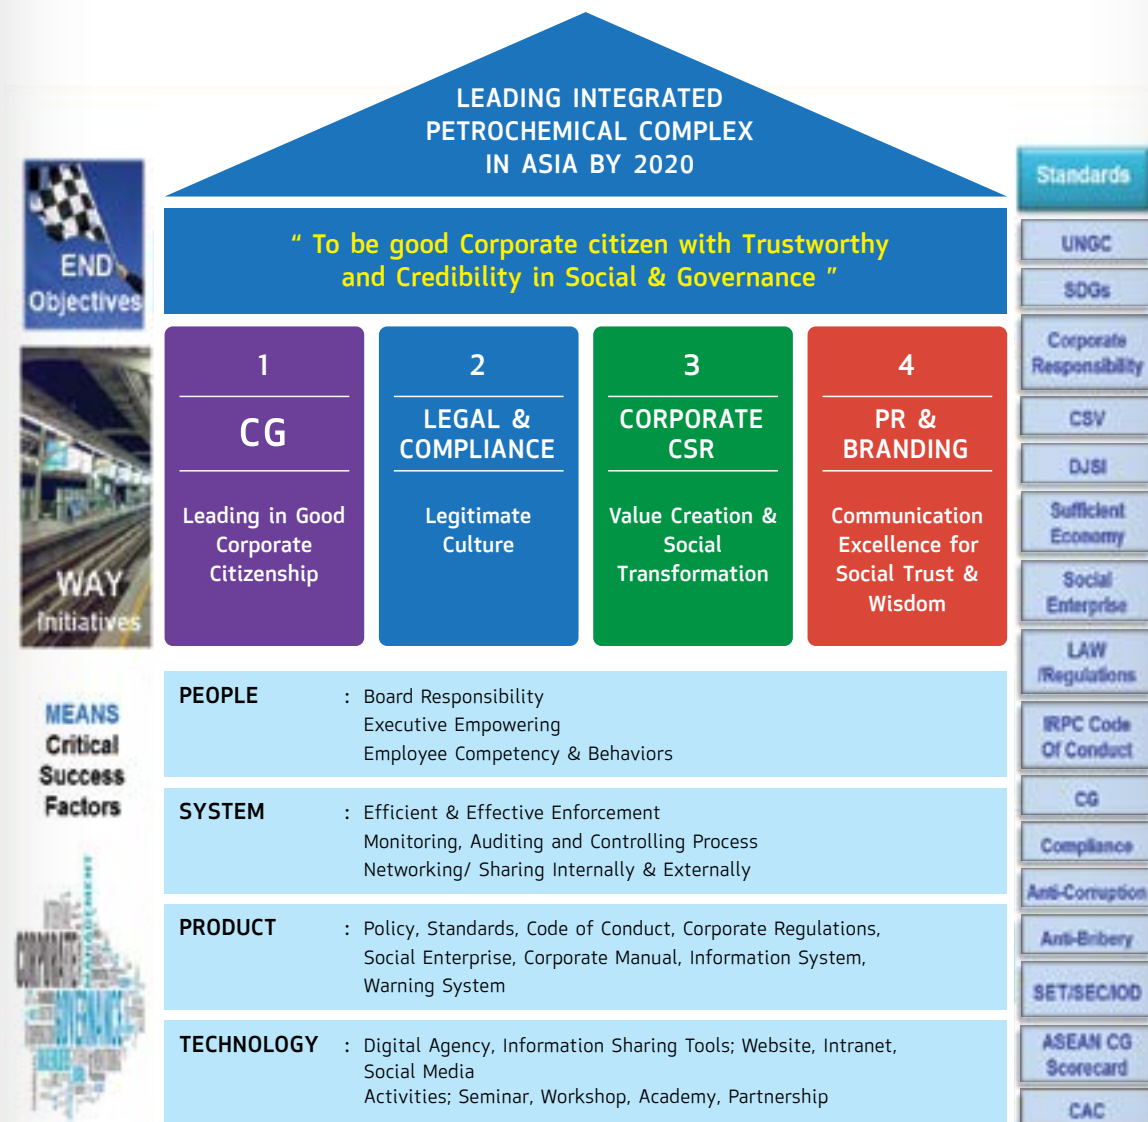 LEADING INTEGRATED
PETROCHEMICAL COMPLEX
IN ASIA BY 2020
“ To be good Corporate citizen with Trustworthy
and Credibility in Social & Governance ”
END
Objectives
WAY
Initiatives
1
CG
Leading in Good
Corporate
Citizenship
2
LEGAL &
COMPLIANCE
Legitimate
Culture
3
CORPORATE
CSR
Value Creation &
Social
Transformation
4
PR &
BRANDING
Communication
Excellence for
Social Trust &
Wisdom
MEANS
Critical
Success
Factors
CORPORATE
GOVERNANCE
MANAGEMENT
PEOPLE : Board Responsibility
Executive Empowering
Employee Competency & Behaviors
SYSTEM : Efficient & Effective Enforcement
Monitoring, Auditing and Controlling Process
Networking/ Sharing Internally & Externally
PRODUCT : Policy, Standards, Code of Conduct, Corporate Regulations,
Social Enterprise, Corporate Manual, Information System,
Warning System
TECHNOLOGY : Digital Agency, Information Sharing Tools; Website, Intranet,
Social Media
Activities; Seminar, Workshop, Academy, Partnership
Standards
UNGC
SDGs
Corporate
Responsibility
CSV
DJSI
Sufficient
Economy
Social
Enterprise
LAW
/Regulations
IRPC Code
Of Conduct
CG
Compliance
Anti-Corruption
Anti-Bribery
SET/SEC/IOD
ASEAN CG
Scorecard
CAC